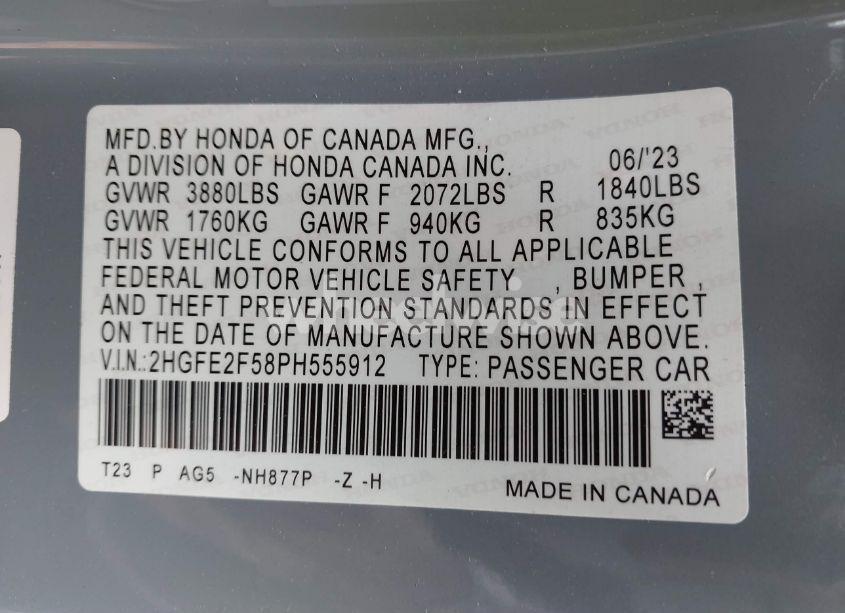 MFD.BY HONDA OF CANADA MFG.,
A DIVISION OF HONDA CANADA INC. 06/'23
GVWR 3880LBS GAWR F 2072LBS R 1840LBS
GVWR 1760KG GAWR F 940KG R 835KG
THIS VEHICLE CONFORMS TO ALL APPLICABLE
FEDERAL MOTOR VEHICLE SAFETY , BUMPER ,
AND THEFT PREVENTION STANDARDS IN EFFECT
ON THE DATE OF MANUFACTURE SHOWN ABOVE.
V.I.N.:2HGFE2F58PH555912 TYPE: PASSENGER CAR
T23 P AG5 -NH877P -Z -H
MADE IN CANADA